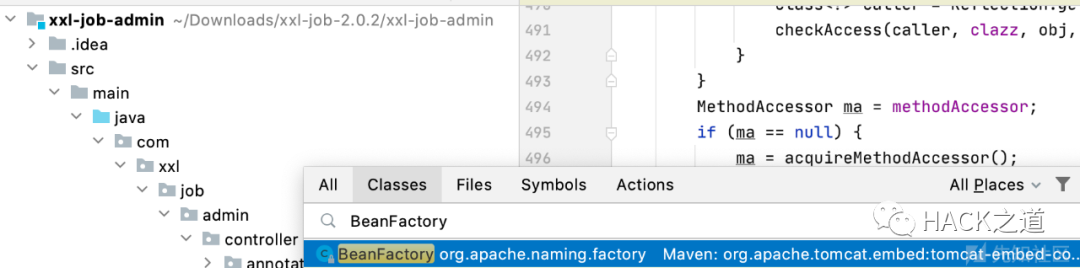 xxl-job-admin ~/Downloads/xxl-job-2.0.2/xxl-job-admin
.idea
src
main
java
com
xxl
job
admin
controller
491 checkAccess(caller, clazz, obj,
492 }
493 }
494 MethodAccessor ma = methodAccessor;
495 if (ma == null) {
496 ma = acquireMethodAccessor();
All Classes Files Symbols Actions All Places
BeanFactory
BeanFactory org.apache.naming.factory Maven: org.apache.tomcat.embed:tomcat-embed-co...
HACK之道